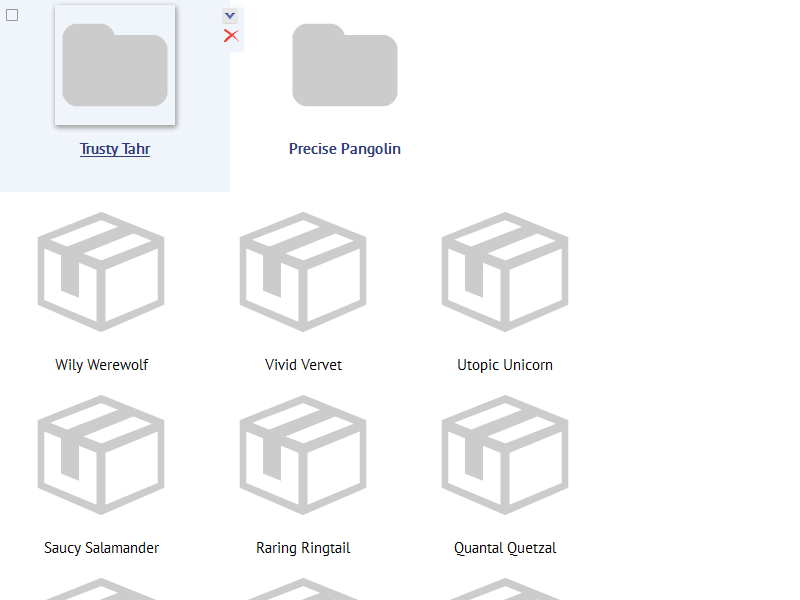 Trusty Tahr
Precise Pangolin
Wily Werewolf
Vivid Vervet
Utopic Unicorn
Saucy Salamander
Raring Ringtail
Quantal Quetzal